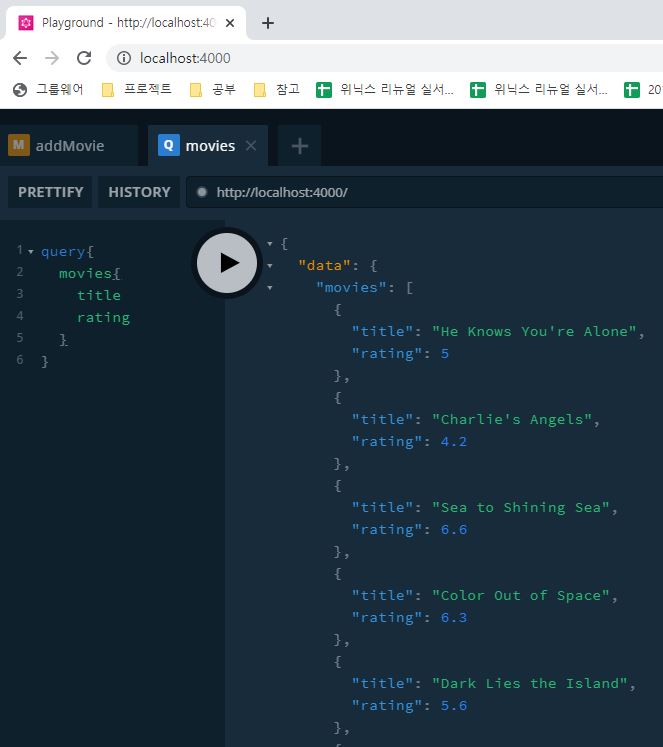 Playground - http://localhost:40
localhost:4000
그룹웨어 프로젝트 공부 참고 위닉스 리뉴얼 실서... 위닉스 리뉴얼 실서... 20
M addMovie Q movies
PRETTIFY HISTORY http://localhost:4000/
1 query{
2 movies{
3 title
4 rating
5 }
6 }
{
"data": {
"movies": [
{
"title": "He Knows You're Alone",
"rating": 5
},
{
"title": "Charlie's Angels",
"rating": 4.2
},
{
"title": "Sea to Shining Sea",
"rating": 6.6
},
{
"title": "Color Out of Space",
"rating": 6.3
},
{
"title": "Dark Lies the Island",
"rating": 5.6
},